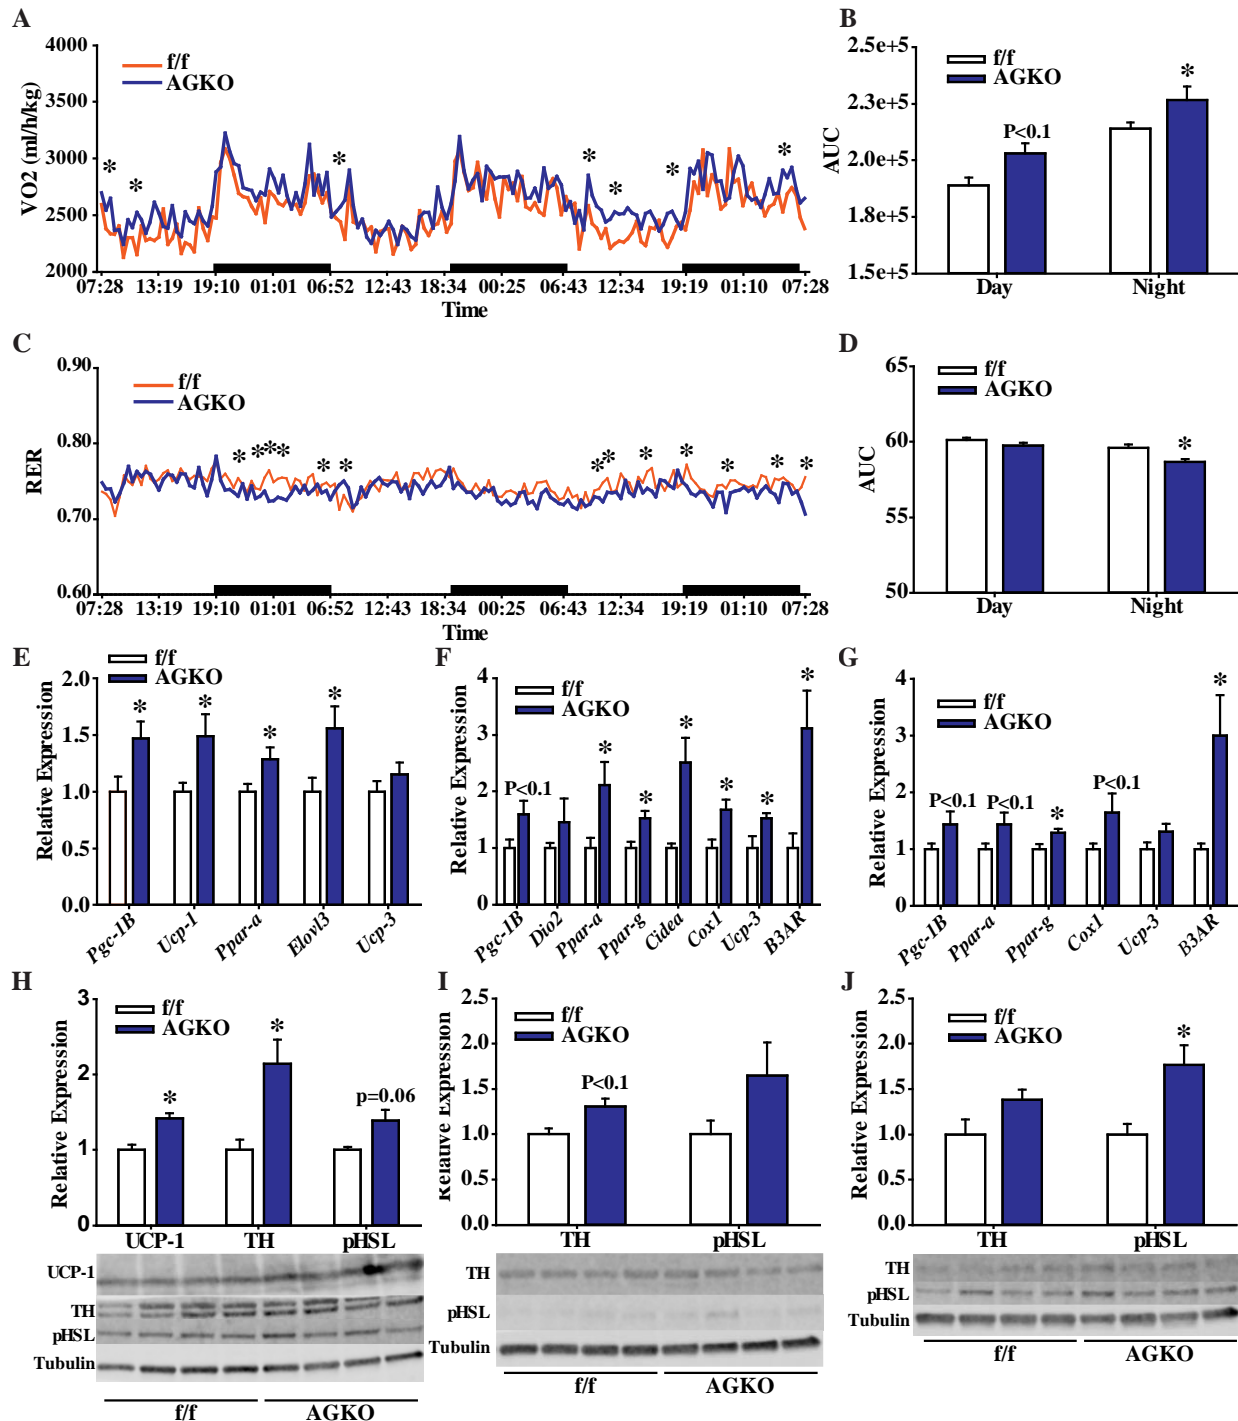 A
4000
3500
3000
2500
2000
VO2 (ml/h/kg)
f/f
AGKO
* * * * * * *
07:28 13:19 19:10 01:01 06:52 12:43 18:34 00:25 06:43 12:34 19:19 01:10 07:28
Time
B
2.5e+5
2.3e+5
2.0e+5
1.8e+5
1.5e+5
AUC
f/f
AGKO
P<0.1
*
Day Night
C
0.90
0.80
0.70
0.60
RER
f/f
AGKO
* * * * * * * * * * * * *
07:28 13:19 19:10 01:01 06:52 12:43 18:34 00:25 06:43 12:34 19:19 01:10 07:28
Time
D
65
60
55
50
AUC
f/f
AGKO
*
Day Night
E
2.0
1.5
1.0
0.5
0.0
Relative Expression
f/f
AGKO
* * * *
Pgc-1B Ucp-1 Ppar-a Elovl3 Ucp-3
F
4
3
2
1
0
Relative Expression
f/f
AGKO
P<0.1 * * * * * *
Pgc-1B Dio2 Ppar-a Ppar-g Cidea Cox1 Ucp-3 B3AR
G
4
3
2
1
0
Relative Expression
f/f
AGKO
P<0.1 P<0.1 * P<0.1 *
Pgc-1B Ppar-a Ppar-g Cox1 Ucp-3 B3AR
H
3
2
1
0
Relative Expression
f/f
AGKO
* * p=0.06
UCP-1 TH pHSL
UCP-1
TH
pHSL
Tubulin
f/f AGKO
I
2.5
2.0
1.5
1.0
0.5
0.0
Relative Expression
f/f
AGKO
P<0.1
TH pHSL
TH
pHSL
Tubulin
f/f AGKO
J
2.5
2.0
1.5
1.0
0.5
0.0
Relative Expression
f/f
AGKO
*
TH pHSL
TH
pHSL
Tubulin
f/f AGKO